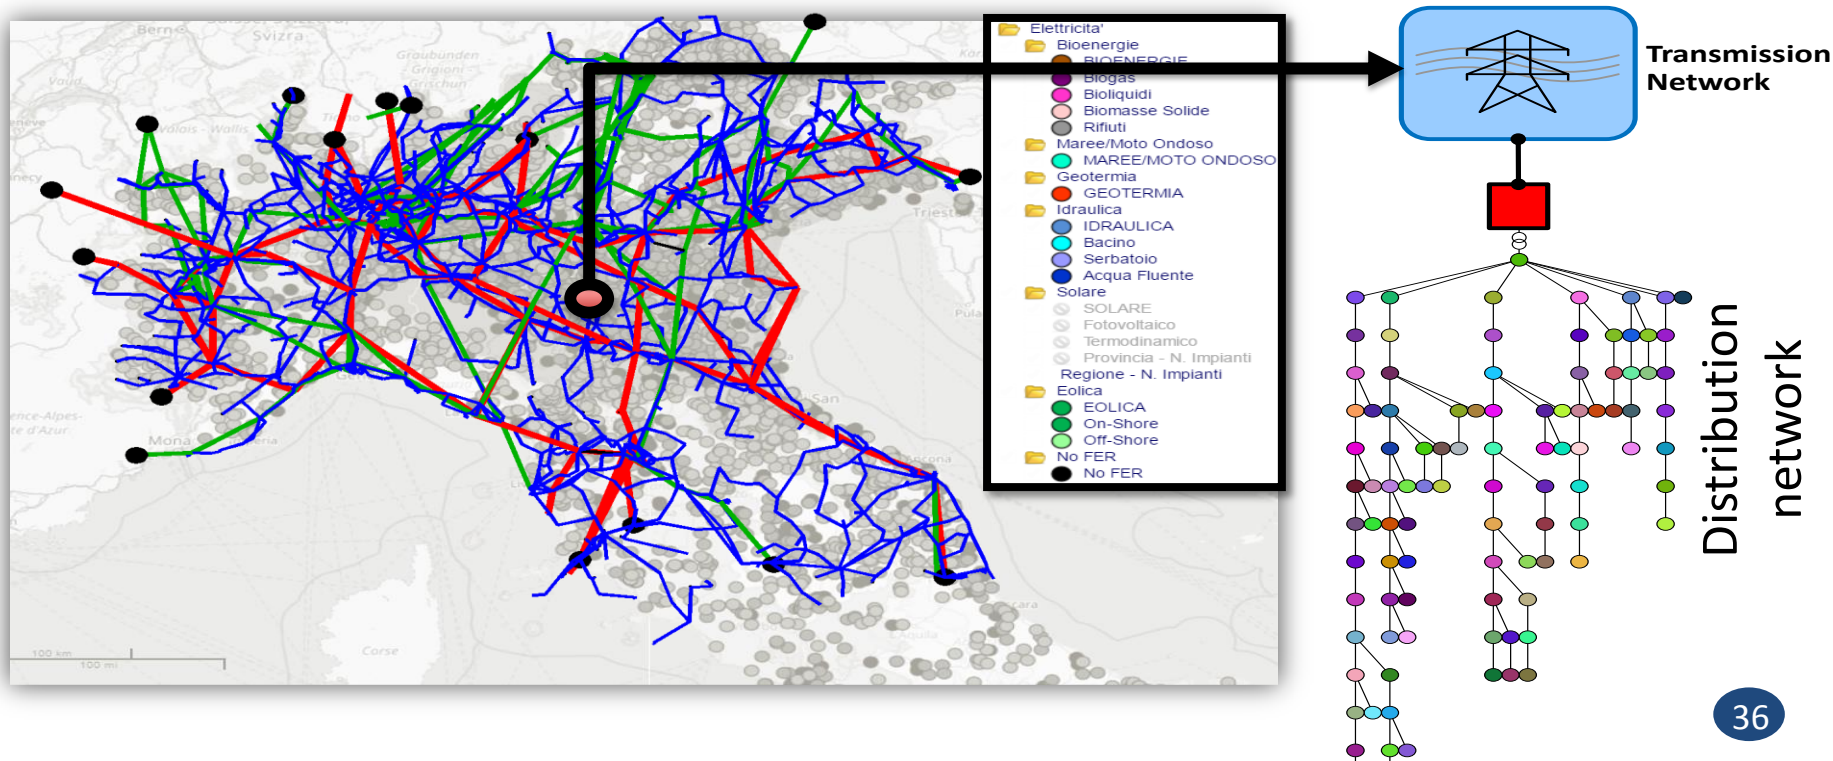 Bern
Svizra
Graubünden
- Grigioni -
Grischun
Vaud
Valais - Wallis
Ticino
Trieste
Pula
San
Mona
Ancona
L'Aquila
Corse
100 km
100 mi
Elettricita'
Bioenergie
BIOENERGIE
Biogas
Bioliquidi
Biomasse Solide
Rifiuti
Maree/Moto Ondoso
MAREE/MOTO ONDOSO
Geotermia
GEOTERMIA
Idraulica
IDRAULICA
Bacino
Serbatoio
Acqua Fluente
Solare
SOLARE
Fotovoltaico
Termodinamico
Provincia - N. Impianti
Regione - N. Impianti
Eolica
EOLICA
On-Shore
Off-Shore
No FER
No FER
Transmission
Network
Distribution
network
36